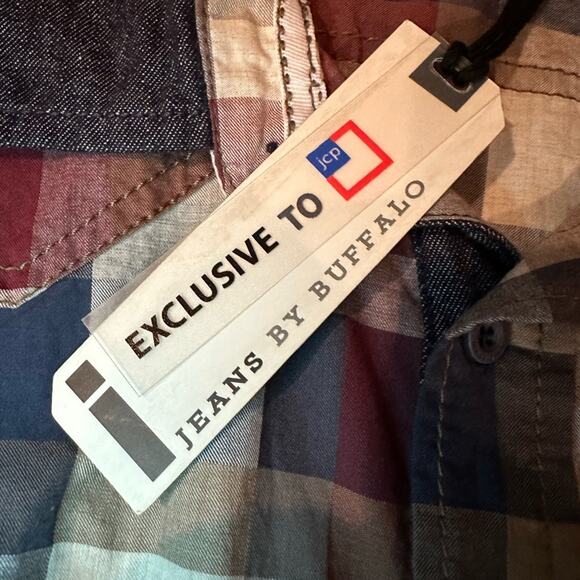 EXCLUSIVE TO
jcp
i
JEANS BY BUFFALO